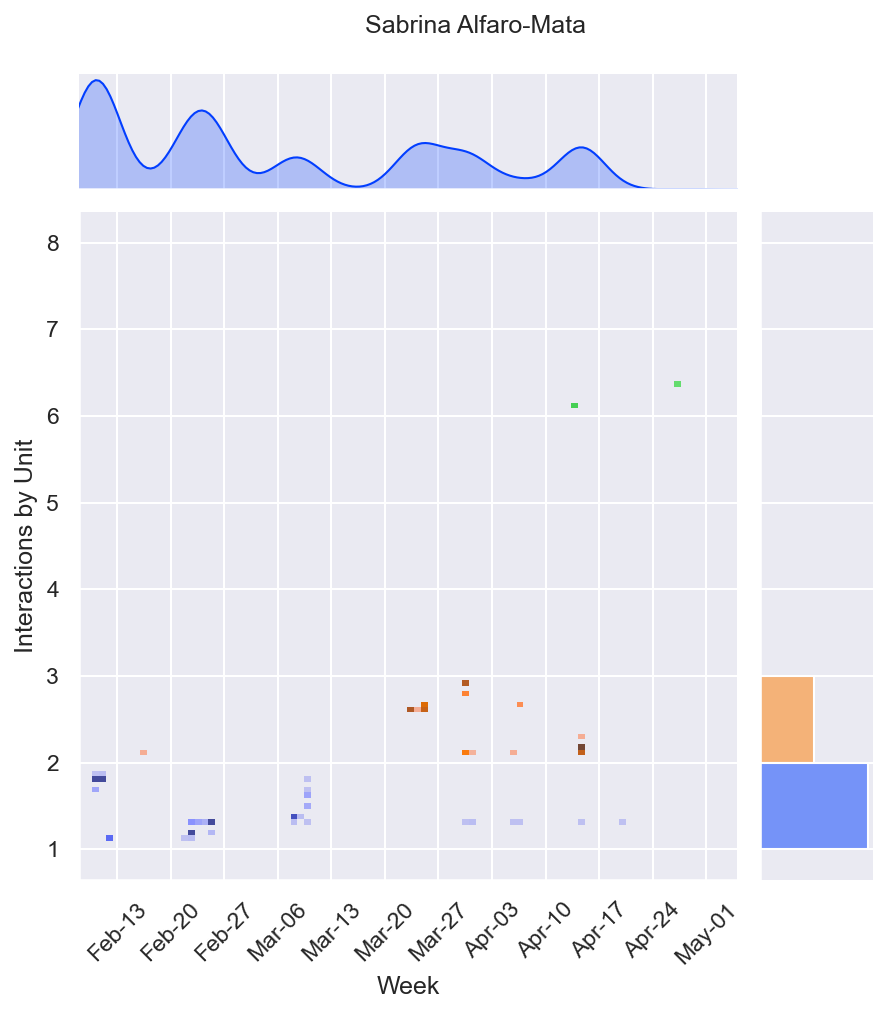 Sabrina Alfaro-Mata
8
7
6
5
4
3
2
1
Interactions by Unit
Feb-13
Feb-20
Feb-27
Mar-06
Mar-13
Mar-20
Mar-27
Apr-03
Apr-10
Apr-17
Apr-24
May-01
Week